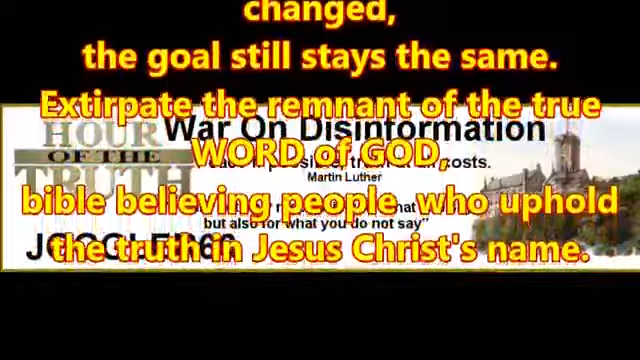 changed,
the goal still stays the same.
Extirpate the remnant of the true
WORD of GOD,
bible believing people who uphold
the truth in Jesus Christ's name.
HOUR
OF THE
TRUTH
War On Disinformation
costs.
Martin Luther
but also for what you do not say”